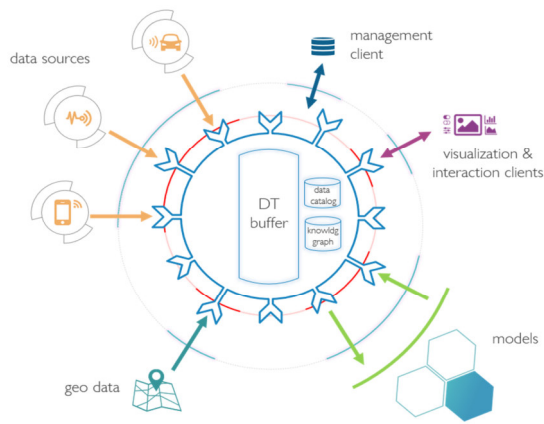 data sources
management
client
visualization &
interaction clients
DT
buffer
data
catalog
knowldg
graph
models
geo data